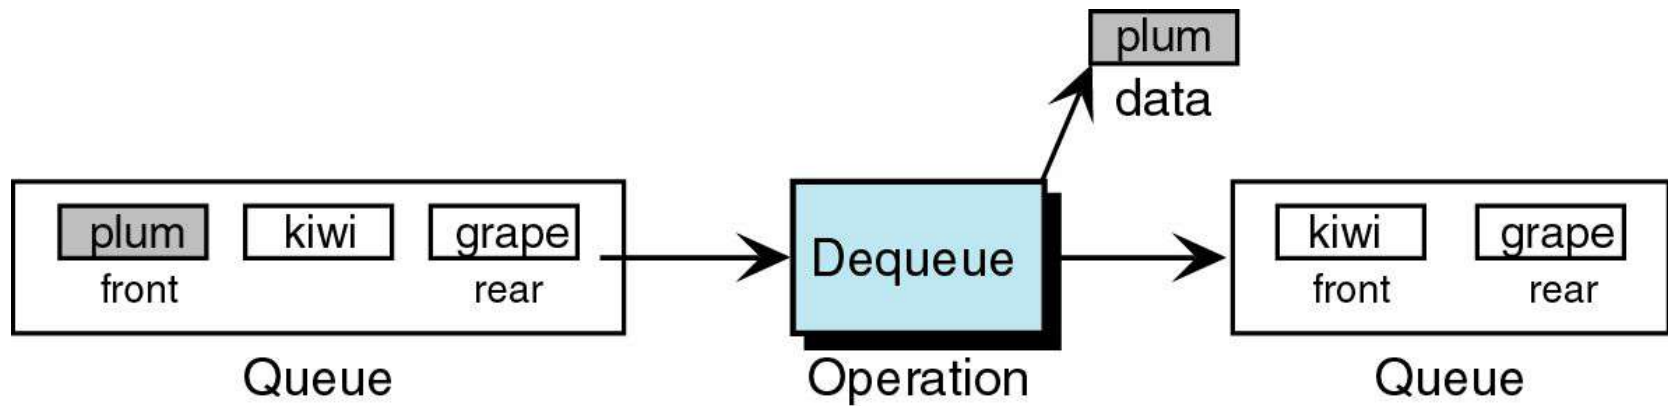 plum
data
plum kiwi grape
front rear
Queue
Dequeue
Operation
kiwi grape
front rear
Queue